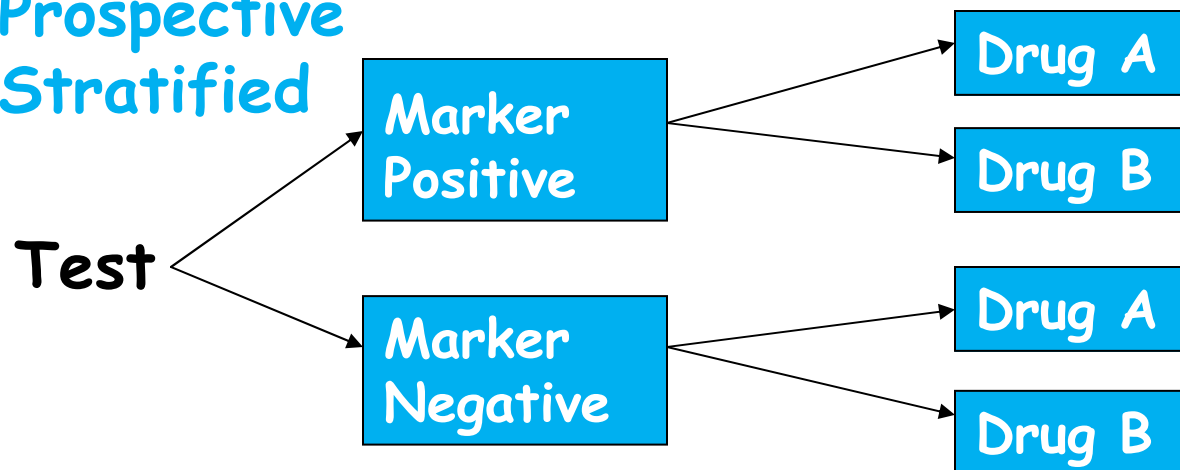 Prospective
Stratified
Test
Marker
Positive
Marker
Negative
Drug A
Drug B
Drug A
Drug B